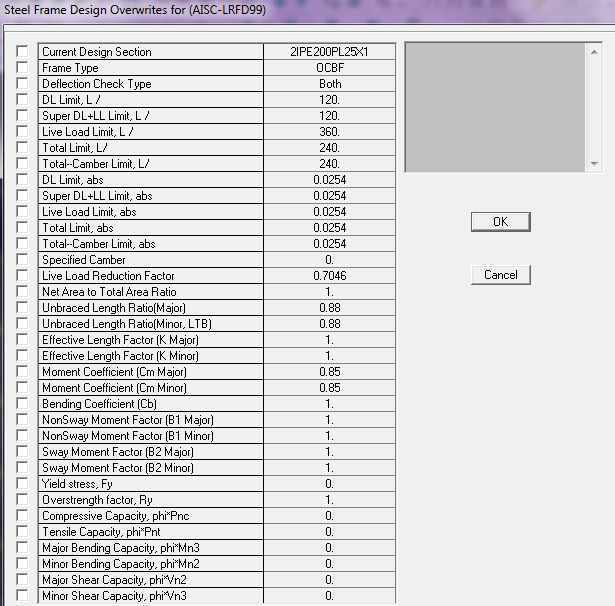 Steel Frame Design Overwrites for (AISC-LRFD99)
Current Design Section 2IPE200PL25X1
Frame Type OCBF
Deflection Check Type Both
DL Limit, L / 120.
Super DL+LL Limit, L / 120.
Live Load Limit, L / 360.
Total Limit, L/ 240.
Total--Camber Limit, L/ 240.
DL Limit, abs 0.0254
Super DL+LL Limit, abs 0.0254
Live Load Limit, abs 0.0254
Total Limit, abs 0.0254
Total--Camber Limit, abs 0.0254
Specified Camber 0.
Live Load Reduction Factor 0.7046
Net Area to Total Area Ratio 1.
Unbraced Length Ratio(Major) 0.88
Unbraced Length Ratio(Minor, LTB) 0.88
Effective Length Factor (K Major) 1.
Effective Length Factor (K Minor) 1.
Moment Coefficient (Cm Major) 0.85
Moment Coefficient (Cm Minor) 0.85
Bending Coefficient (Cb) 1.
NonSway Moment Factor (B1 Major) 1.
NonSway Moment Factor (B1 Minor) 1.
Sway Moment Factor (B2 Major) 1.
Sway Moment Factor (B2 Minor) 1.
Yield stress, Fy 0.
Overstrength factor, Ry 1.
Compressive Capacity, phi*Pnc 0.
Tensile Capacity, phi*Pnt 0.
Major Bending Capacity, phi*Mn3 0.
Minor Bending Capacity, phi*Mn2 0.
Major Shear Capacity, phi*Vn2 0.
Minor Shear Capacity, phi*Vn3 0.
OK
Cancel